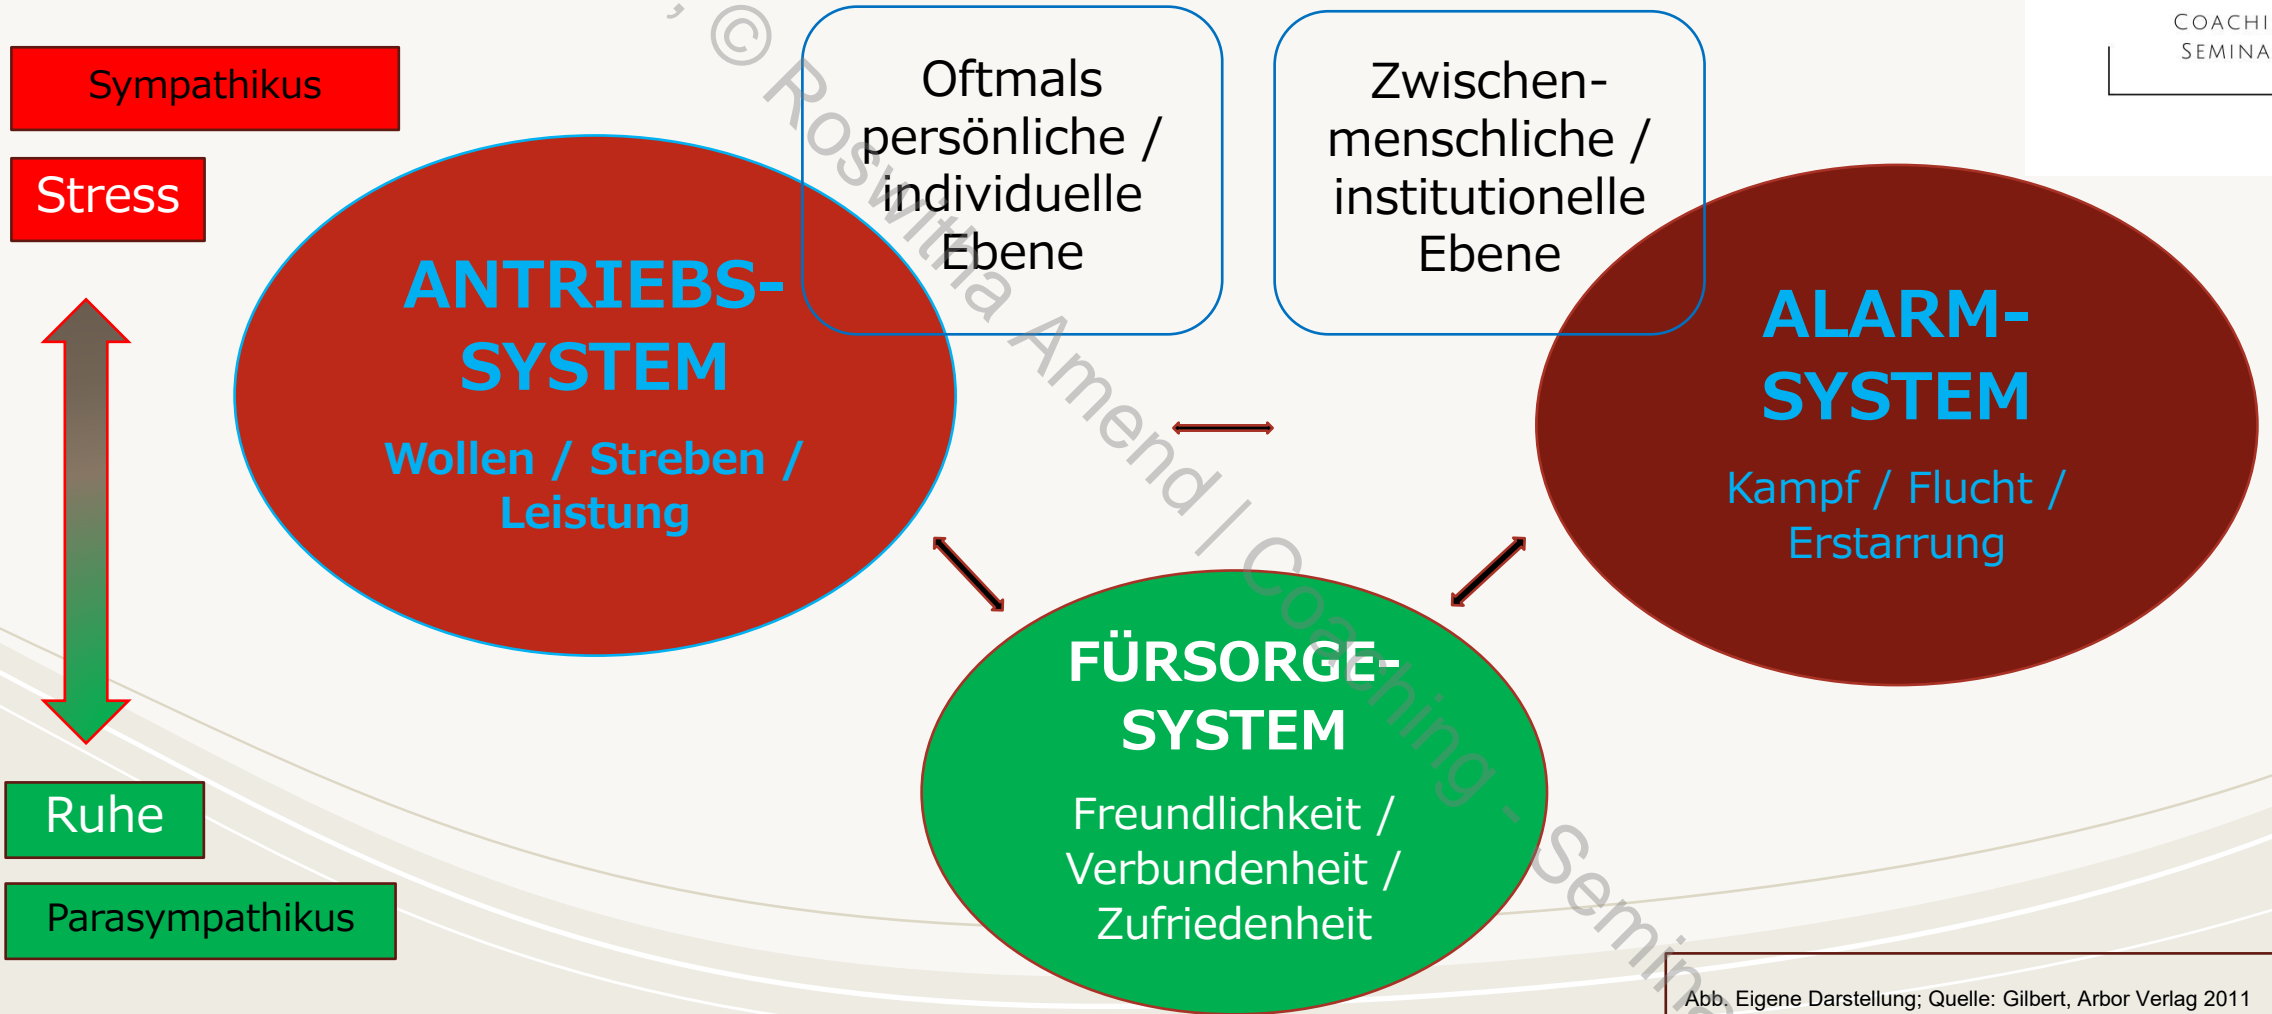 COACHI
SEMINA
Sympathikus
Stress
Oftmals
persönliche /
individuelle
Ebene
Zwischen-
menschliche /
institutionelle
Ebene
ANTRIEBS-
SYSTEM
Wollen / Streben /
Leistung
ALARM-
SYSTEM
Kampf / Flucht /
Erstarrung
FÜRSORGE-
SYSTEM
Freundlichkeit /
Verbundenheit /
Zufriedenheit
Ruhe
Parasympathikus
, © Roswitha Amend | Coaching - Semina
Abb. Eigene Darstellung; Quelle: Gilbert, Arbor Verlag 2011